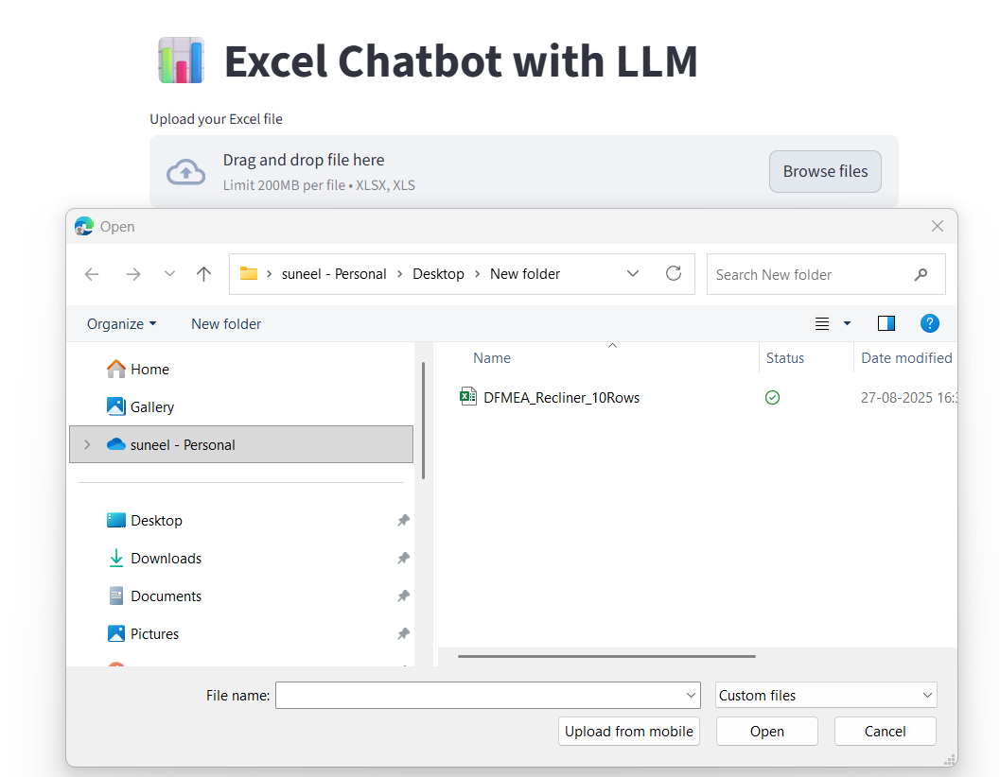 Excel Chatbot with LLM
Upload your Excel file
Drag and drop file here
Limit 200MB per file • XLSX, XLS
Browse files
Open
suneel - Personal > Desktop > New folder
Search New folder
Organize
New folder
Name
Status
Date modified
Home
Gallery
suneel - Personal
DFMEA_Recliner_10Rows
27-08-2025 16:3
Desktop
Downloads
Documents
Pictures
File name:
Custom files
Upload from mobile
Open
Cancel